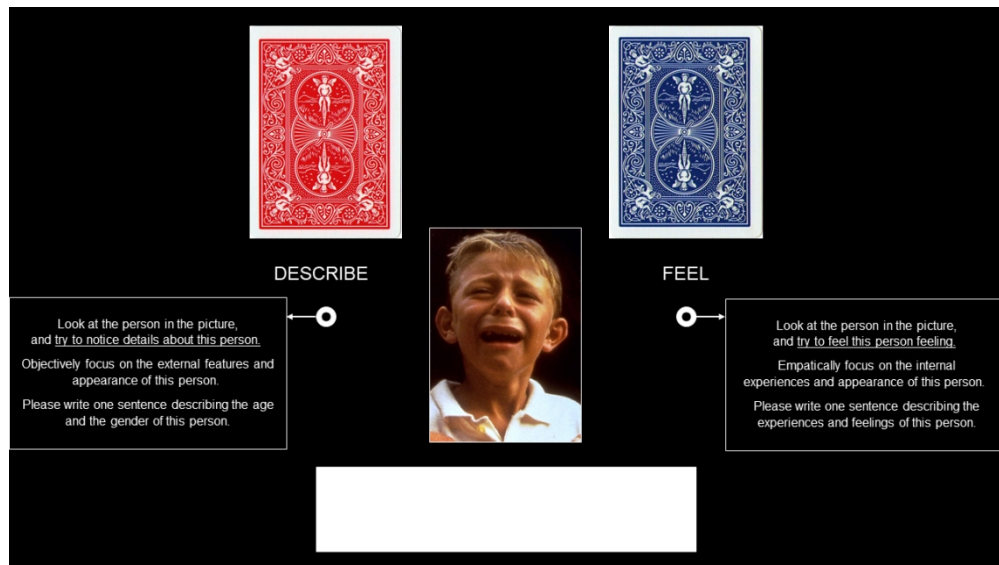 DESCRIBE
Look at the person in the picture,
and try to notice details about this person.
Objectively focus on the external features and
appearance of this person.
Please write one sentence describing the age
and the gender of this person.
FEEL
Look at the person in the picture,
and try to feel this person feeling.
Empatically focus on the internal
experiences and appearance of this person.
Please write one sentence describing the
experiences and feelings of this person.